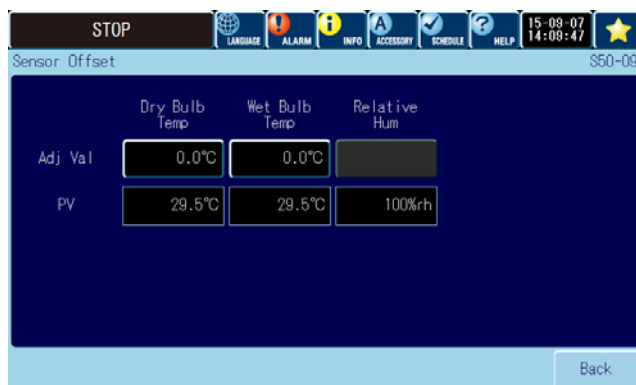 STOP
LANGUAGE
ALARM
INFO
A
ACCESSORY
SCHEDULE
?
HELP
15-09-07
14:09:47
Sensor Offset
S50-09
Dry Bulb Temp
Wet Bulb Temp
Relative Hum
Adj Val
0.0°C
0.0°C
PV
29.5°C
29.5°C
100%rh
Back